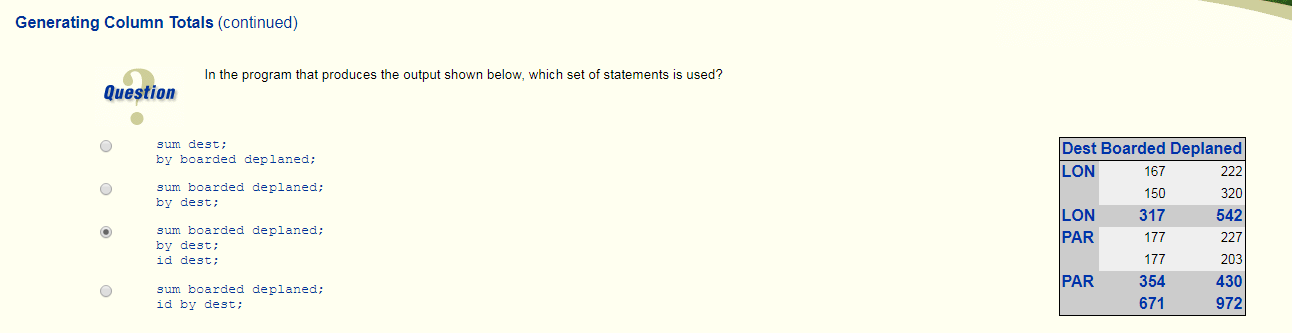 Generating Column Totals (continued)
In the program that produces the output shown below, which set of statements is used?
?
Question
sum dest;
by boarded deplaned;
sum boarded deplaned;
by dest;
sum boarded deplaned;
by dest;
id dest;
sum boarded deplaned;
id by dest;
Dest Boarded Deplaned
LON 167 222
150 320
LON 317 542
PAR 177 227
177 203
PAR 354 430
671 972